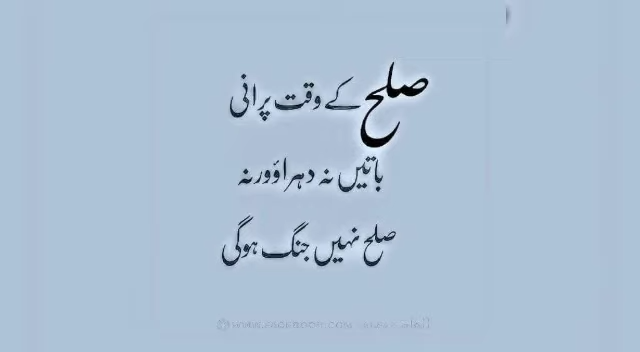 صلح کے وقت پرانی
باتیں نہ دہراؤ ورنہ
صلح نہیں جنگ ہوگی